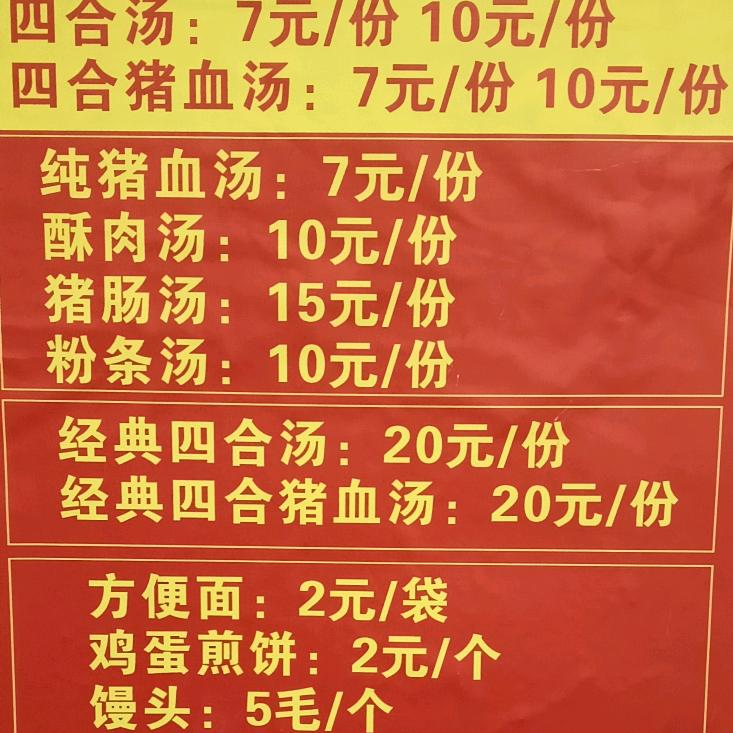 四合汤：7元/份 10元/份
四合猪血汤：7元/份 10元/份
纯猪血汤：7元/份
酥肉汤：10元/份
猪肠汤：15元/份
粉条汤：10元/份
经典四合汤：20元/份
经典四合猪血汤：20元/份
方便面：2元/袋
鸡蛋煎饼：2元/个
馒头：5毛/个